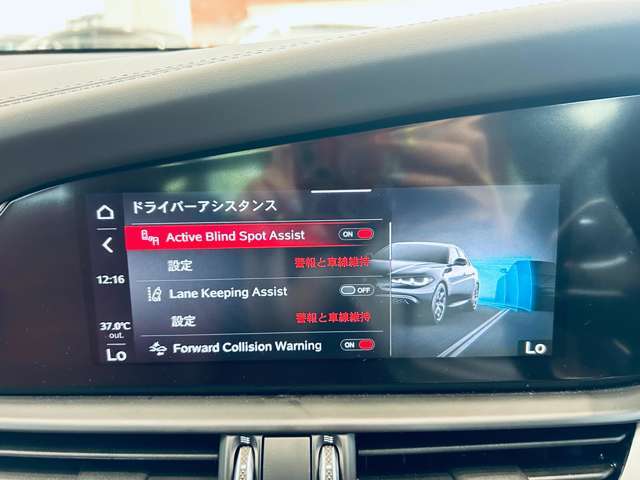 ドライバーアシスタンス
Active Blind Spot Assist ON
設定 警報と車線維持
12:16
Lane Keeping Assist OFF
設定 警報と車線維持
37.0℃
out.
Lo
Forward Collision Warning ON
Lo